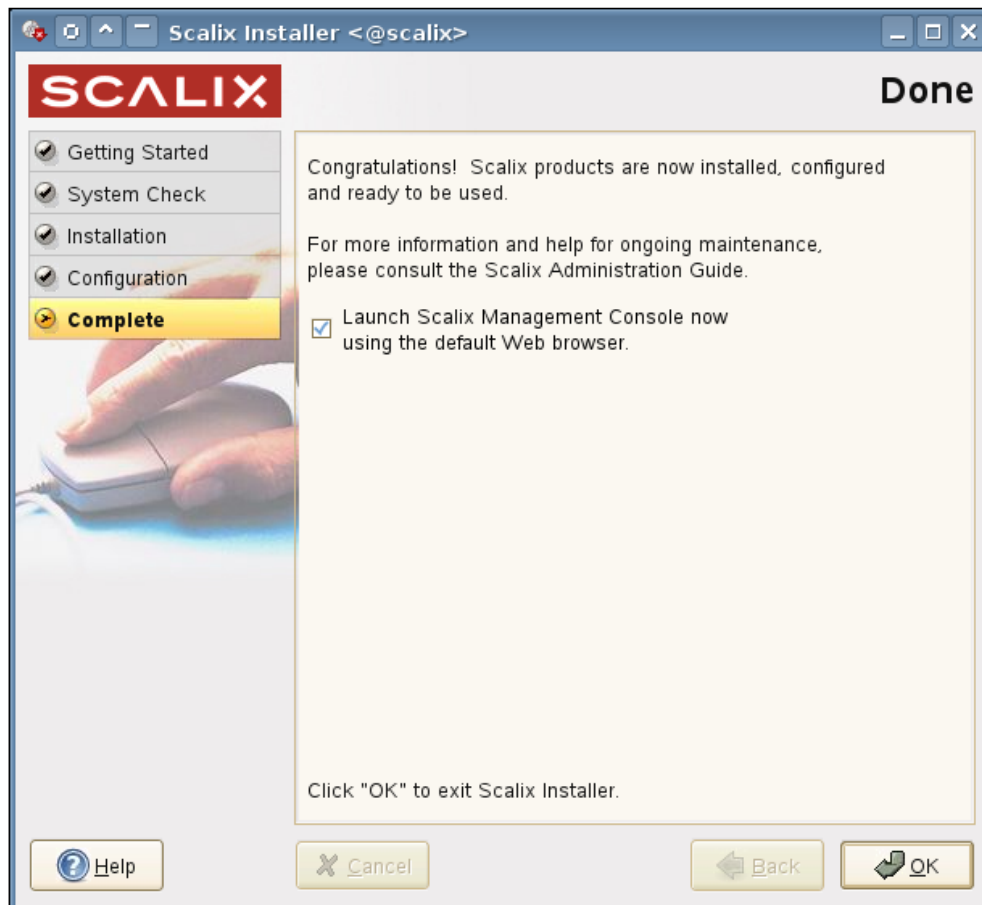 Scalix Installer <@scalix>
SCALIX
Done
Getting Started
System Check
Installation
Configuration
Complete
Congratulations! Scalix products are now installed, configured
and ready to be used.
For more information and help for ongoing maintenance,
please consult the Scalix Administration Guide.
Launch Scalix Management Console now
using the default Web browser.
Click "OK" to exit Scalix Installer.
Help
Cancel
Back
OK